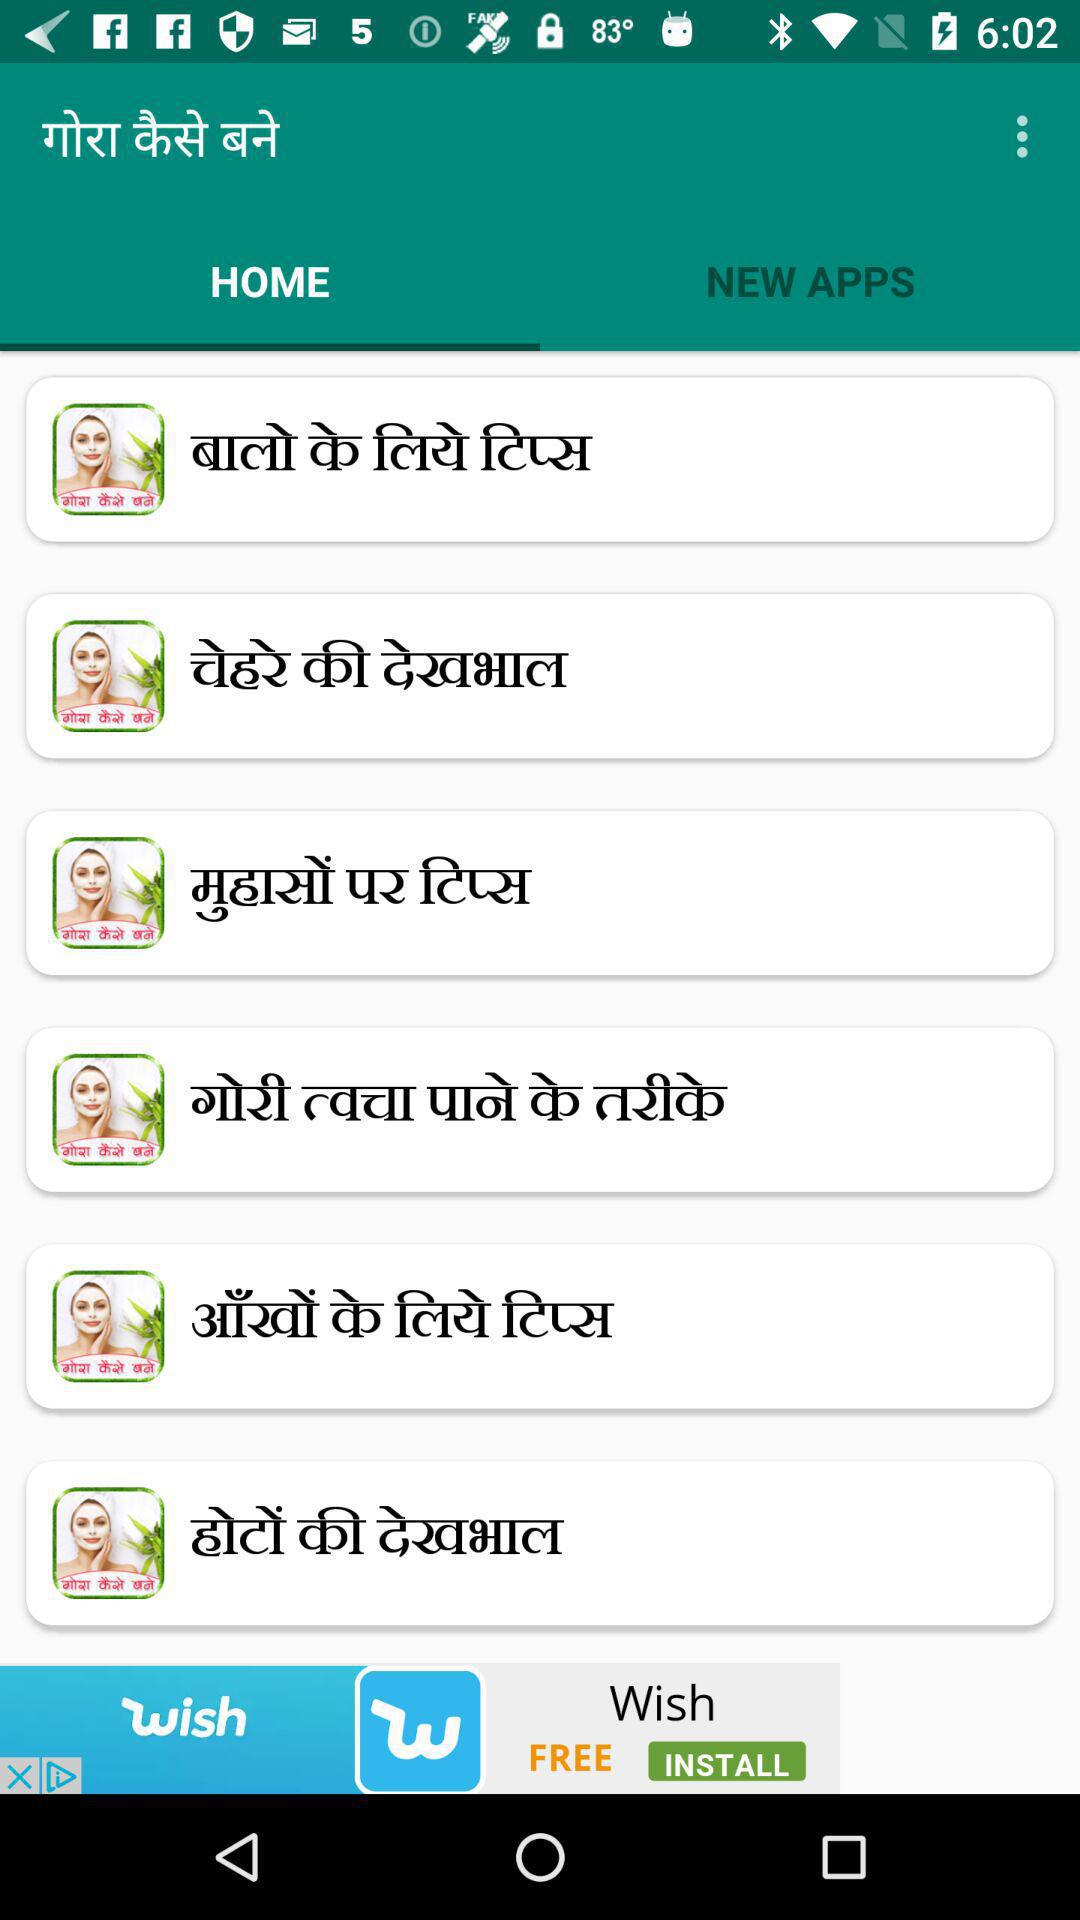 5 FAKE 83° 6:02
गोरा कैसे बने
HOME NEW APPS
बालो के लिये टिप्स
गोरा कैसे बने
चेहरे की देखभाल
गोरा कैसे बने
मुहासों पर टिप्स
गोरा कैसे बने
गोरी त्वचा पाने के तरीके
गोरा कैसे बने
आँखों के लिये टिप्स
गोरा कैसे बने
होटों की देखभाल
गोरा कैसे बने
wish
Wish
FREE INSTALL